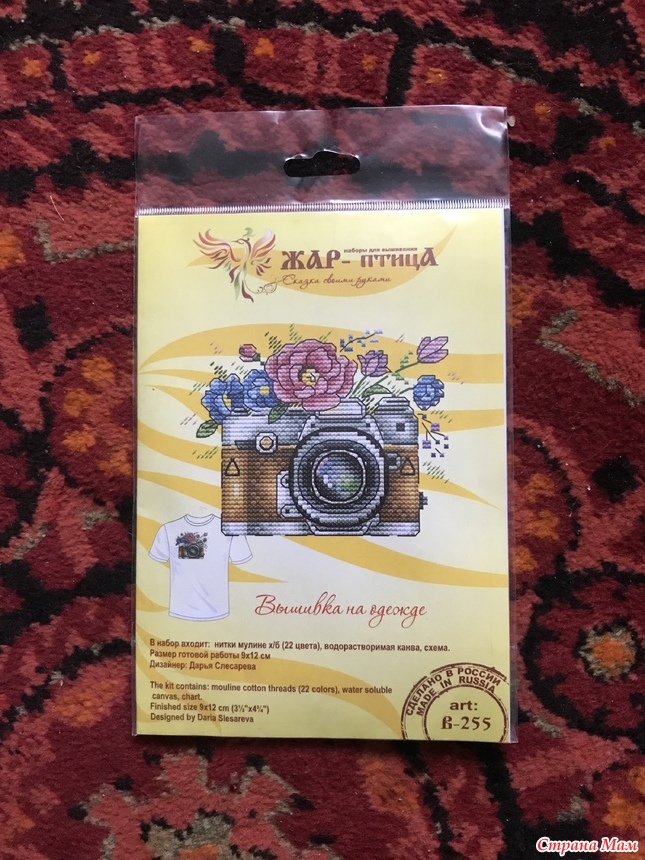 наборы для вышивания
ЖАР-ПТИЦА
Сказка своими руками
Вышивка на одежде
В набор входит: нитки мулине х/б (22 цвета), водорастворимая канва, схема.
Размер готовой работы 9х12 см
Дизайнер: Дарья Слесарева
The kit contains: mouline cotton threads (22 colors), water soluble
canvas, chart.
Finished size 9x12 cm (3½"x4¾")
Designed by Daria Slesareva
СДЕЛАНО В РОССИИ
MADE IN RUSSIA
art:
В-255
Страна Мам